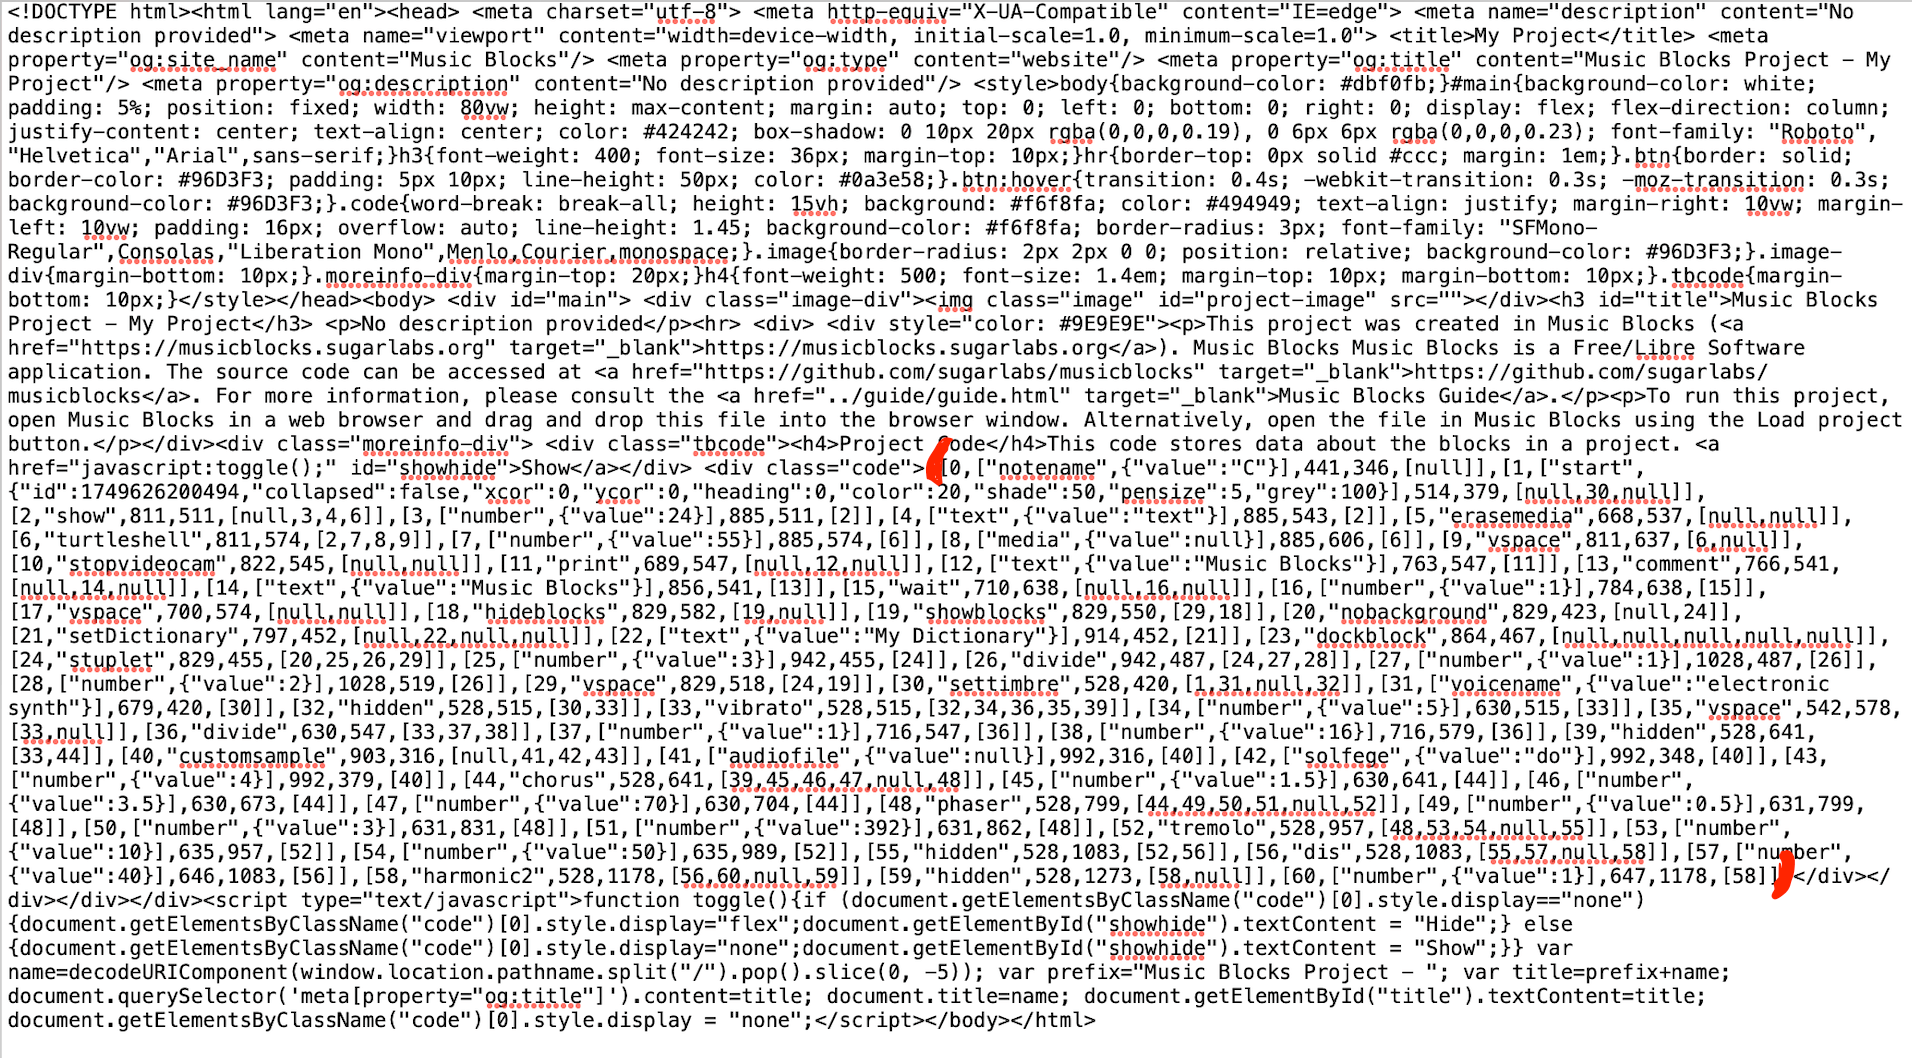 <!DOCTYPE html><html lang="en"><head> <meta charset="utf-8"> <meta http-equiv="X-UA-Compatible" content="IE=edge"> <meta name="description" content="No
description provided"> <meta name="viewport" content="width=device-width, initial-scale=1.0, minimum-scale=1.0"> <title>My Project</title> <meta
property="og:site_name" content="Music Blocks"/> <meta property="og:type" content="website"/> <meta property="og:title" content="Music Blocks Project – My
Project"/> <meta property="og:description" content="No description provided"/> <style>body{background-color: #dbf0fb;}#main{background-color: white;
padding: 5%; position: fixed; width: 80vw; height: max-content; margin: auto; top: 0; left: 0; bottom: 0; right: 0; display: flex; flex-direction: column;
justify-content: center; text-align: center; color: #424242; box-shadow: 0 10px 20px rgba(0,0,0,0.19), 0 6px 6px rgba(0,0,0,0.23); font-family: "Roboto",
"Helvetica","Arial",sans-serif;}h3{font-weight: 400; font-size: 36px; margin-top: 10px;}hr{border-top: 0px solid #ccc; margin: 1em;}.btn{border: solid;
border-color: #96D3F3; padding: 5px 10px; line-height: 50px; color: #0a3e58;}.btn:hover{transition: 0.4s; -webkit-transition: 0.3s; -moz-transition: 0.3s;
background-color: #96D3F3;}.code{word-break: break-all; height: 15vh; background: #f6f8fa; color: #494949; text-align: justify; margin-right: 10vw; margin-
left: 10vw; padding: 16px; overflow: auto; line-height: 1.45; background-color: #f6f8fa; border-radius: 3px; font-family: "SFMono-
Regular",Consolas,"Liberation Mono",Menlo,Courier,monospace;}.image{border-radius: 2px 2px 0 0; position: relative; background-color: #96D3F3;}.image-
div{margin-bottom: 10px;}.moreinfo-div{margin-top: 20px;}h4{font-weight: 500; font-size: 1.4em; margin-top: 10px; margin-bottom: 10px;}.tbcode{margin-
bottom: 10px;}</style></head><body> <div id="main"> <div class="image-div"><img class="image" id="project-image" src=""></div><h3 id="title">Music Blocks
Project – My Project</h3> <p>No description provided</p><hr> <div> <div style="color: #9E9E9E"><p>This project was created in Music Blocks (<a
href="https://musicblocks.sugarlabs.org" target="_blank">https://musicblocks.sugarlabs.org</a>). Music Blocks Music Blocks is a Free/Libre Software
application. The source code can be accessed at <a href="https://github.com/sugarlabs/musicblocks" target="_blank">https://github.com/sugarlabs/
musicblocks</a>. For more information, please consult the <a href="../guide/guide.html" target="_blank">Music Blocks Guide</a>.</p><p>To run this project,
open Music Blocks in a web browser and drag and drop this file into the browser window. Alternatively, open the file in Music Blocks using the Load project
button.</p></div><div class="moreinfo-div"> <div class="tbcode"><h4>Project Code</h4>This code stores data about the blocks in a project. <a
href="javascript:toggle();" id="showhide">Show</a></div> <div class="code"> [0,["notename",{"value":"C"}],441,346,[null]],[1,["start",
{"id":1749626200494,"collapsed":false,"xcor":0,"ycor":0,"heading":0,"color":20,"shade":50,"pensize":5,"grey":100}],514,379,[null,30,null]],
[2,"show",811,511,[null,3,4,6]],[3,["number",{"value":24}],885,511,[2]],[4,["text",{"value":"text"}],885,543,[2]],[5,"erasemedia",668,537,[null,null]],
[6,"turtleshell",811,574,[2,7,8,9]],[7,["number",{"value":55}],885,574,[6]],[8,["media",{"value":null}],885,606,[6]],[9,"vspace",811,637,[6,null]],
[10,"stopvideocam",822,545,[null,null]],[11,"print",689,547,[null,12,null]],[12,["text",{"value":"Music Blocks"}],763,547,[11]],[13,"comment",766,541,
[null,14,null]],[14,["text",{"value":"Music Blocks"}],856,541,[13]],[15,"wait",710,638,[null,16,null]],[16,["number",{"value":1}],784,638,[15]],
[17,"vspace",700,574,[null,null]],[18,"hideblocks",829,582,[19,null]],[19,"showblocks",829,550,[29,18]],[20,"nobackground",829,423,[null,24]],
[21,"setDictionary",797,452,[null,22,null,null]],[22,["text",{"value":"My Dictionary"}],914,452,[21]],[23,"dockblock",864,467,[null,null,null,null,null]],
[24,"stuplet",829,455,[20,25,26,29]],[25,["number",{"value":3}],942,455,[24]],[26,"divide",942,487,[24,27,28]],[27,["number",{"value":1}],1028,487,[26]],
[28,["number",{"value":2}],1028,519,[26]],[29,"vspace",829,518,[24,19]],[30,"settimbre",528,420,[1,31,null,32]],[31,["voicename",{"value":"electronic
synth"}],679,420,[30]],[32,"hidden",528,515,[30,33]],[33,"vibrato",528,515,[32,34,36,35,39]],[34,["number",{"value":5}],630,515,[33]],[35,"vspace",542,578,
[33,null]],[36,"divide",630,547,[33,37,38]],[37,["number",{"value":1}],716,547,[36]],[38,["number",{"value":16}],716,579,[36]],[39,"hidden",528,641,
[33,44]],[40,"customsample",903,316,[null,41,42,43]],[41,["audiofile",{"value":null}],992,316,[40]],[42,["solfege",{"value":"do"}],992,348,[40]],[43,
["number",{"value":4}],992,379,[40]],[44,"chorus",528,641,[39,45,46,47,null,48]],[45,["number",{"value":1.5}],630,641,[44]],[46,["number",
{"value":3.5}],630,673,[44]],[47,["number",{"value":70}],630,704,[44]],[48,"phaser",528,799,[44,49,50,51,null,52]],[49,["number",{"value":0.5}],631,799,
[48]],[50,["number",{"value":3}],631,831,[48]],[51,["number",{"value":392}],631,862,[48]],[52,"tremolo",528,957,[48,53,54,null,55]],[53,["number",
{"value":10}],635,957,[52]],[54,["number",{"value":50}],635,989,[52]],[55,"hidden",528,1083,[52,56]],[56,"dis",528,1083,[55,57,null,58]],[57,["number",
{"value":40}],646,1083,[56]],[58,"harmonic2",528,1178,[56,60,null,59]],[59,"hidden",528,1273,[58,null]],[60,["number",{"value":1}],647,1178,[58]] </div></
div></div></div><script type="text/javascript">function toggle(){if (document.getElementsByClassName("code")[0].style.display=="none")
{document.getElementsByClassName("code")[0].style.display="flex";document.getElementById("showhide").textContent = "Hide";} else
{document.getElementsByClassName("code")[0].style.display="none";document.getElementById("showhide").textContent = "Show";}} var
name=decodeURIComponent(window.location.pathname.split("/").pop().slice(0, -5)); var prefix="Music Blocks Project – "; var title=prefix+name;
document.querySelector('meta[property="og:title"]').content=title; document.title=name; document.getElementById("title").textContent=title;
document.getElementsByClassName("code")[0].style.display = "none";</script></body></html>